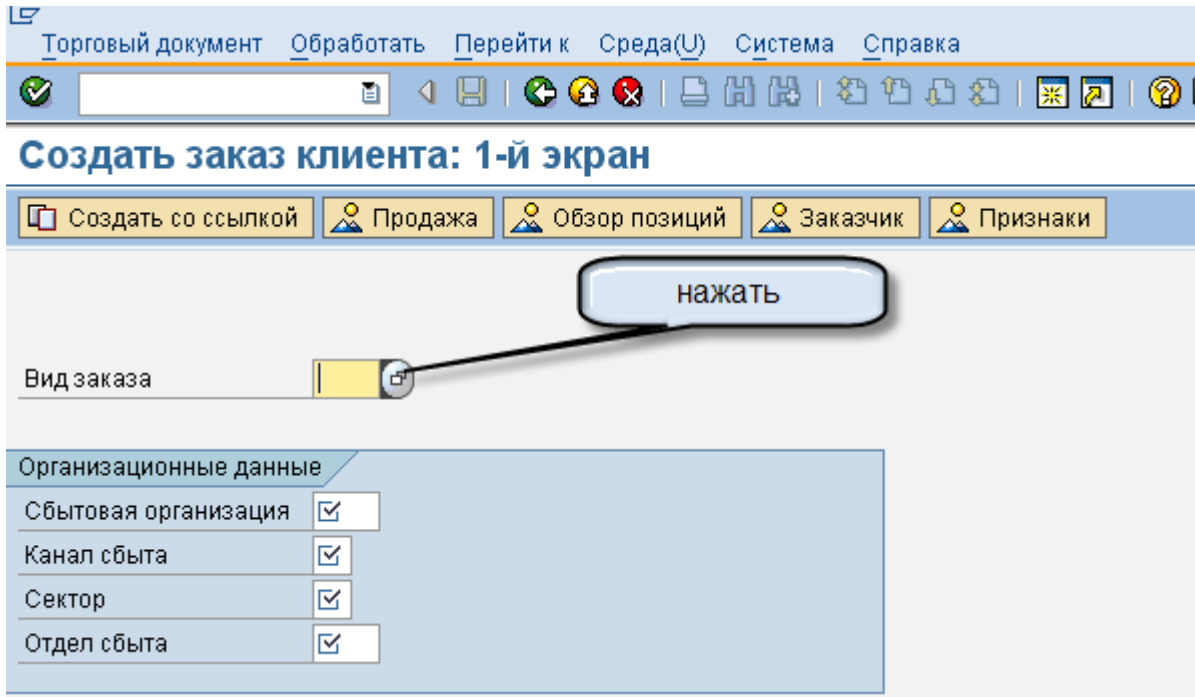 Торговый документ Обработать Перейти к Среда(U) Система Справка
Создать заказ клиента: 1-й экран
Создать со ссылкой Продажа Обзор позиций Заказчик Признаки
нажать
Вид заказа
Организационные данные
Сбытовая организация
Канал сбыта
Сектор
Отдел сбыта